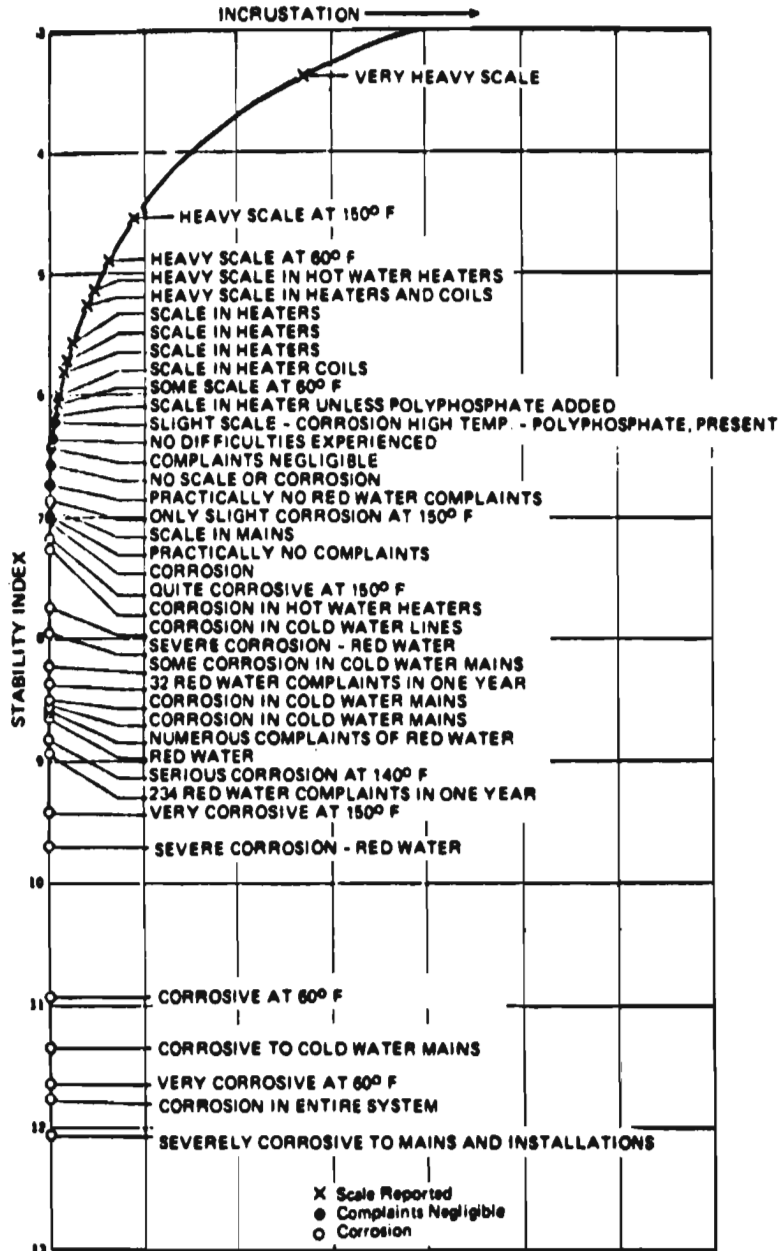 INCRUSTATION
3
VERY HEAVY SCALE
4
HEAVY SCALE AT 150° F
HEAVY SCALE AT 60° F
5
HEAVY SCALE IN HOT WATER HEATERS
HEAVY SCALE IN HEATERS AND COILS
SCALE IN HEATERS
SCALE IN HEATERS
SCALE IN HEATERS
SCALE IN HEATER COILS
6
SOME SCALE AT 60° F
SCALE IN HEATER UNLESS POLYPHOSPHATE ADDED
SLIGHT SCALE - CORROSION HIGH TEMP. - POLYPHOSPHATE, PRESENT
NO DIFFICULTIES EXPERIENCED
COMPLAINTS NEGLIGIBLE
NO SCALE OR CORROSION
PRACTICALLY NO RED WATER COMPLAINTS
7
ONLY SLIGHT CORROSION AT 150° F
SCALE IN MAINS
PRACTICALLY NO COMPLAINTS
CORROSION
QUITE CORROSIVE AT 150° F
CORROSION IN HOT WATER HEATERS
CORROSION IN COLD WATER LINES
8
SEVERE CORROSION - RED WATER
SOME CORROSION IN COLD WATER MAINS
32 RED WATER COMPLAINTS IN ONE YEAR
CORROSION IN COLD WATER MAINS
CORROSION IN COLD WATER MAINS
NUMEROUS COMPLAINTS OF RED WATER
RED WATER
9
SERIOUS CORROSION AT 140° F
234 RED WATER COMPLAINTS IN ONE YEAR
VERY CORROSIVE AT 150° F
SEVERE CORROSION - RED WATER
10
CORROSIVE AT 60° F
11
CORROSIVE TO COLD WATER MAINS
VERY CORROSIVE AT 60° F
CORROSION IN ENTIRE SYSTEM
12
SEVERELY CORROSIVE TO MAINS AND INSTALLATIONS
13
STABILITY INDEX
X Scale Reported
● Complaints Negligible
○ Corrosion